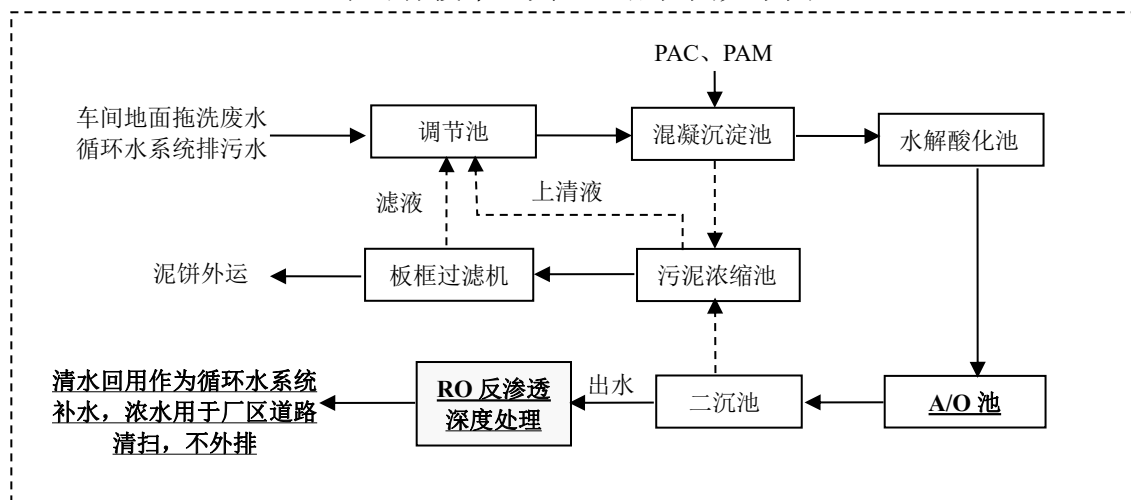 PAC、PAM
车间地面拖洗废水
循环水系统排污水
调节池
混凝沉淀池
水解酸化池
滤液
上清液
泥饼外运
板框过滤机
污泥浓缩池
清水回用作为循环水系统
补水，浓水用于厂区道路
清扫，不外排
RO 反渗透
深度处理
出水
二沉池
A/O 池